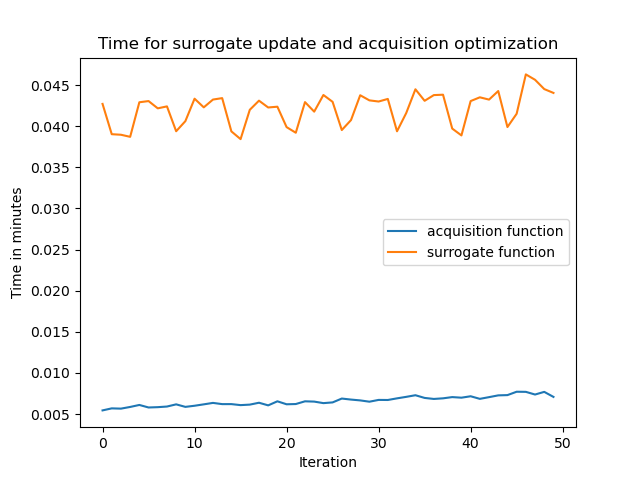 Time for surrogate update and acquisition optimization
0.045
0.040
0.035
0.030
0.025
0.020
0.015
0.010
0.005
Time in minutes
acquisition function
surrogate function
0 10 20 30 40 50
Iteration